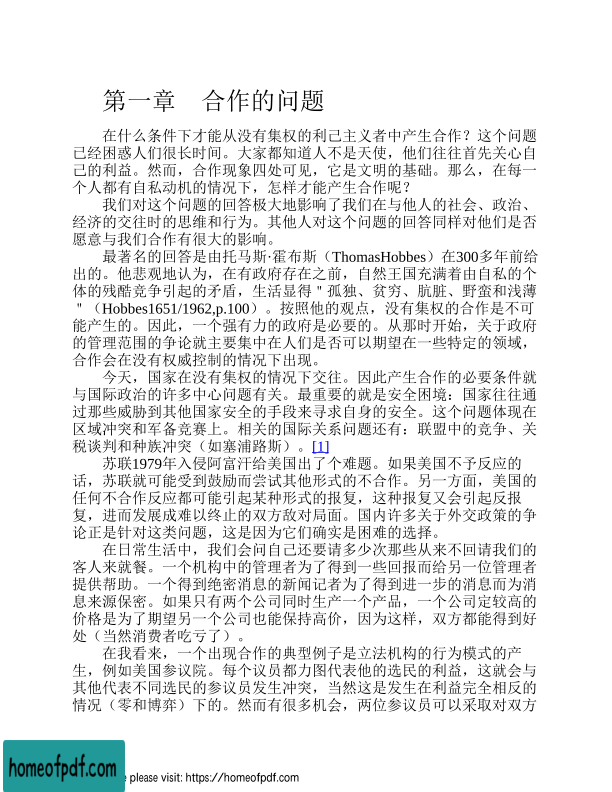 第一章　合作的问题
在什么条件下才能从没有集权的利己主义者中产生合作？这个问题
已经困惑人们很长时间。大家都知道人不是天使，他们往往首先关心自
己的利益。然而，合作现象四处可见，它是文明的基础。那么，在每一
个人都有自私动机的情况下，怎样才能产生合作呢？
我们对这个问题的回答极大地影响了我们在与他人的社会、政治、
经济的交往时的思维和行为。其他人对这个问题的回答同样对他们是否
愿意与我们合作有很大的影响。
最著名的回答是由托马斯·霍布斯（ThomasHobbes）在300多年前给
出的。他悲观地认为，在有政府存在之前，自然王国充满着由自私的个
体的残酷竞争引起的矛盾，生活显得＂孤独、贫穷、肮脏、野蛮和浅薄
＂（Hobbes1651/1962,p.100）。按照他的观点，没有集权的合作是不可
能产生的。因此，一个强有力的政府是必要的。从那时开始，关于政府
的管理范围的争论就主要集中在人们是否可以期望在一些特定的领域，
合作会在没有权威控制的情况下出现。
今天，国家在没有集权的情况下交往。因此产生合作的必要条件就
与国际政治的许多中心问题有关。最重要的就是安全困境：国家往往通
过那些威胁到其他国家安全的手段来寻求自身的安全。这个问题体现在
区域冲突和军备竞赛上。相关的国际关系问题还有：联盟中的竞争、关
税谈判和种族冲突（如塞浦路斯）。[1]
苏联1979年入侵阿富汗给美国出了个难题。如果美国不予反应的
话，苏联就可能受到鼓励而尝试其他形式的不合作。另一方面，美国的
任何不合作反应都可能引起某种形式的报复，这种报复又会引起反报
复，进而发展成难以终止的双方敌对局面。国内许多关于外交政策的争
论正是针对这类问题，这是因为它们确实是困难的选择。
在日常生活中，我们会问自己还要请多少次那些从来不回请我们的
客人来就餐。一个机构中的管理者为了得到一些回报而给另一位管理者
提供帮助。一个得到绝密消息的新闻记者为了得到进一步的消息而为消
息来源保密。如果只有两个公司同时生产一个产品，一个公司定较高的
价格是为了期望另一个公司也能保持高价，因为这样，双方都能得到好
处（当然消费者吃亏了）。
在我看来，一个出现合作的典型例子是立法机构的行为模式的产
生，例如美国参议院。每个议员都力图代表他的选民的利益，这就会与
其他代表不同选民的参议员发生冲突，当然这是发生在利益完全相反的
情况（零和博弈）下的。然而有很多机会，两位参议员可以采取对双方
homeofpdf.com
please visit: https://homeofpdf.com